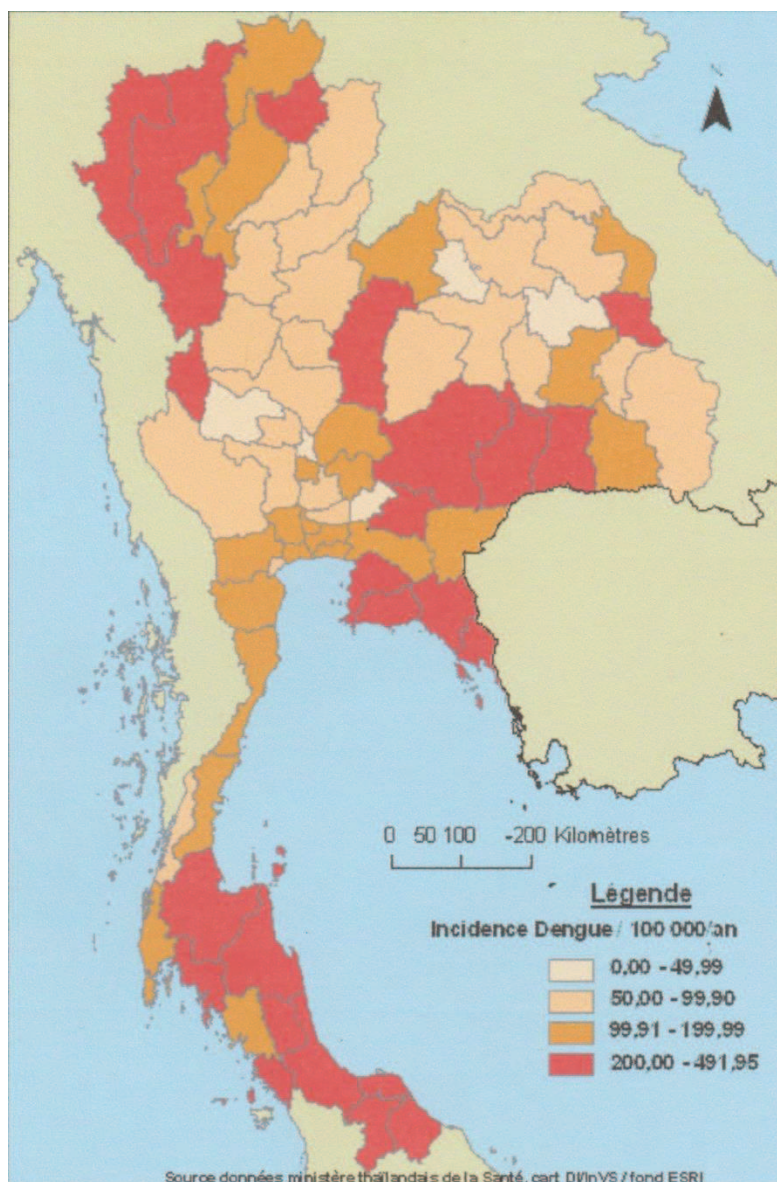 N
0 50 100 -200 Kilomètres
Légende
Incidence Dengue / 100 000/an
0,00 -49,99
50,00 -99,90
99,91 -199,99
200,00 -491,95
Source données ministère thaïlandais de la Santé, cart DI/InVS / fond ESRI